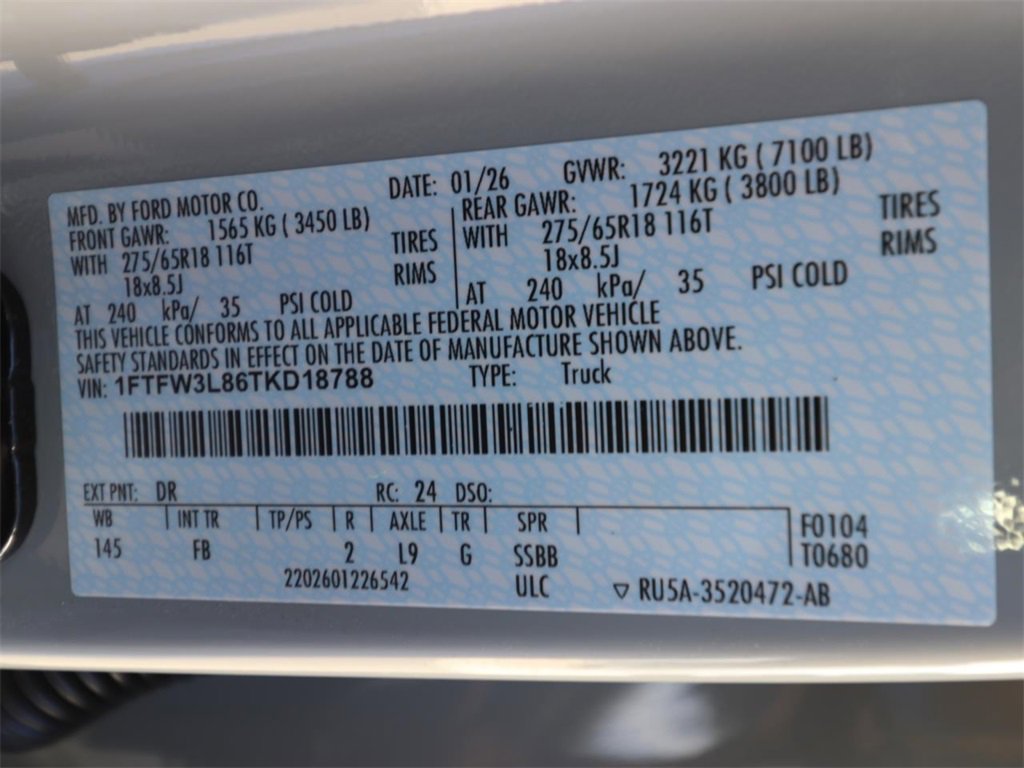 MFD. BY FORD MOTOR CO. DATE: 01/26 GVWR: 3221 KG ( 7100 LB)
FRONT GAWR: 1565 KG ( 3450 LB) REAR GAWR: 1724 KG ( 3800 LB)
WITH 275/65R18 116T TIRES WITH 275/65R18 116T TIRES
18x8.5J RIMS 18x8.5J RIMS
AT 240 kPa/ 35 PSI COLD AT 240 kPa/ 35 PSI COLD
THIS VEHICLE CONFORMS TO ALL APPLICABLE FEDERAL MOTOR VEHICLE
SAFETY STANDARDS IN EFFECT ON THE DATE OF MANUFACTURE SHOWN ABOVE.
VIN: 1FTFW3L86TKD18788 TYPE: Truck
EXT PNT: DR RC: 24 DSO:
WB INT TR TP/PS R AXLE TR SPR F0104
145 FB 2 L9 G SSBB T0680
2202601226542 ULC ▽ RU5A-3520472-AB